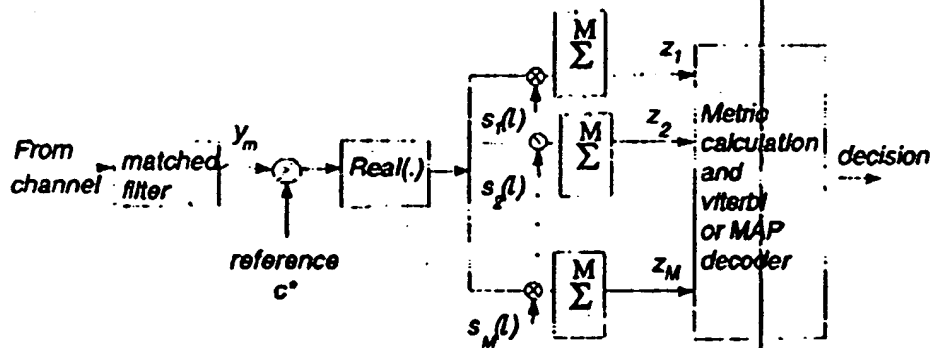 From
channel
matched
filter
y_m
reference
c*
Real(.)
s_1(l)
s_2(l)
s_M(l)
M
Σ
M
Σ
M
Σ
z_1
z_2
z_M
Metric
calculation
and
viterbi
or MAP
decoder
decision